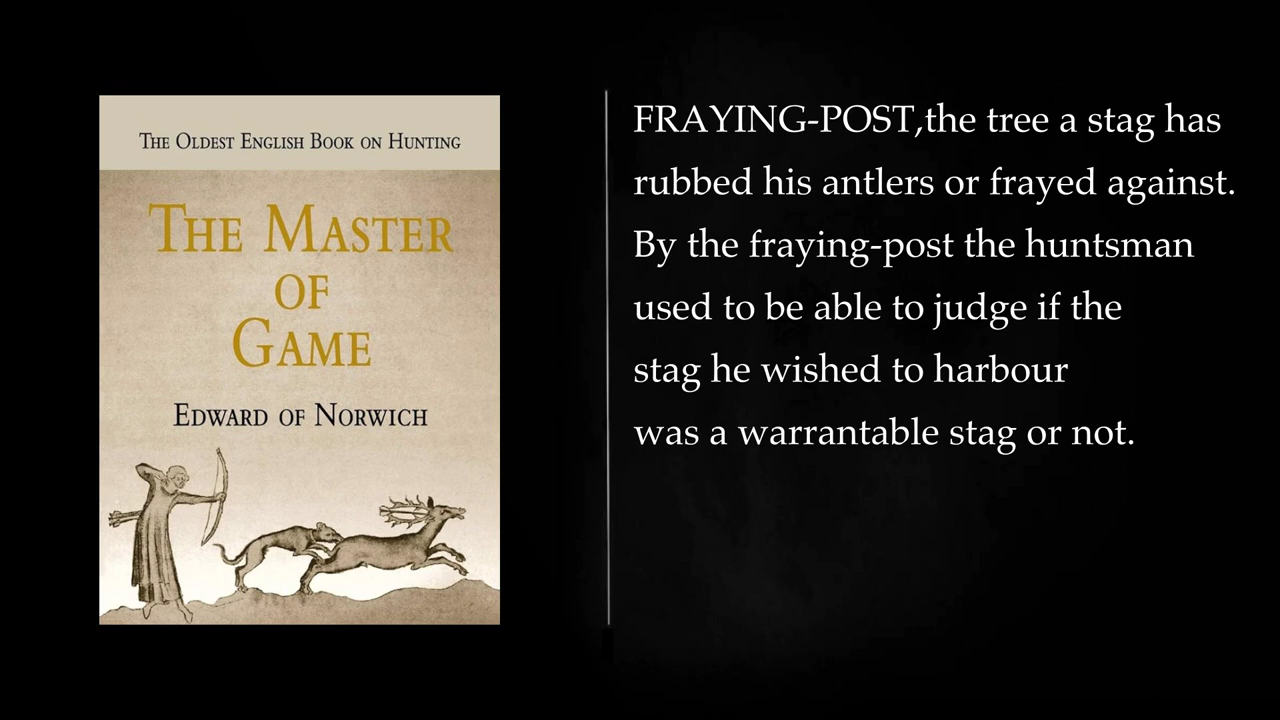 The Oldest English Book on Hunting
The Master
of
Game
Edward of Norwich
FRAYING-POST,the tree a stag has
rubbed his antlers or frayed against.
By the fraying-post the huntsman
used to be able to judge if the
stag he wished to harbour
was a warrantable stag or not.